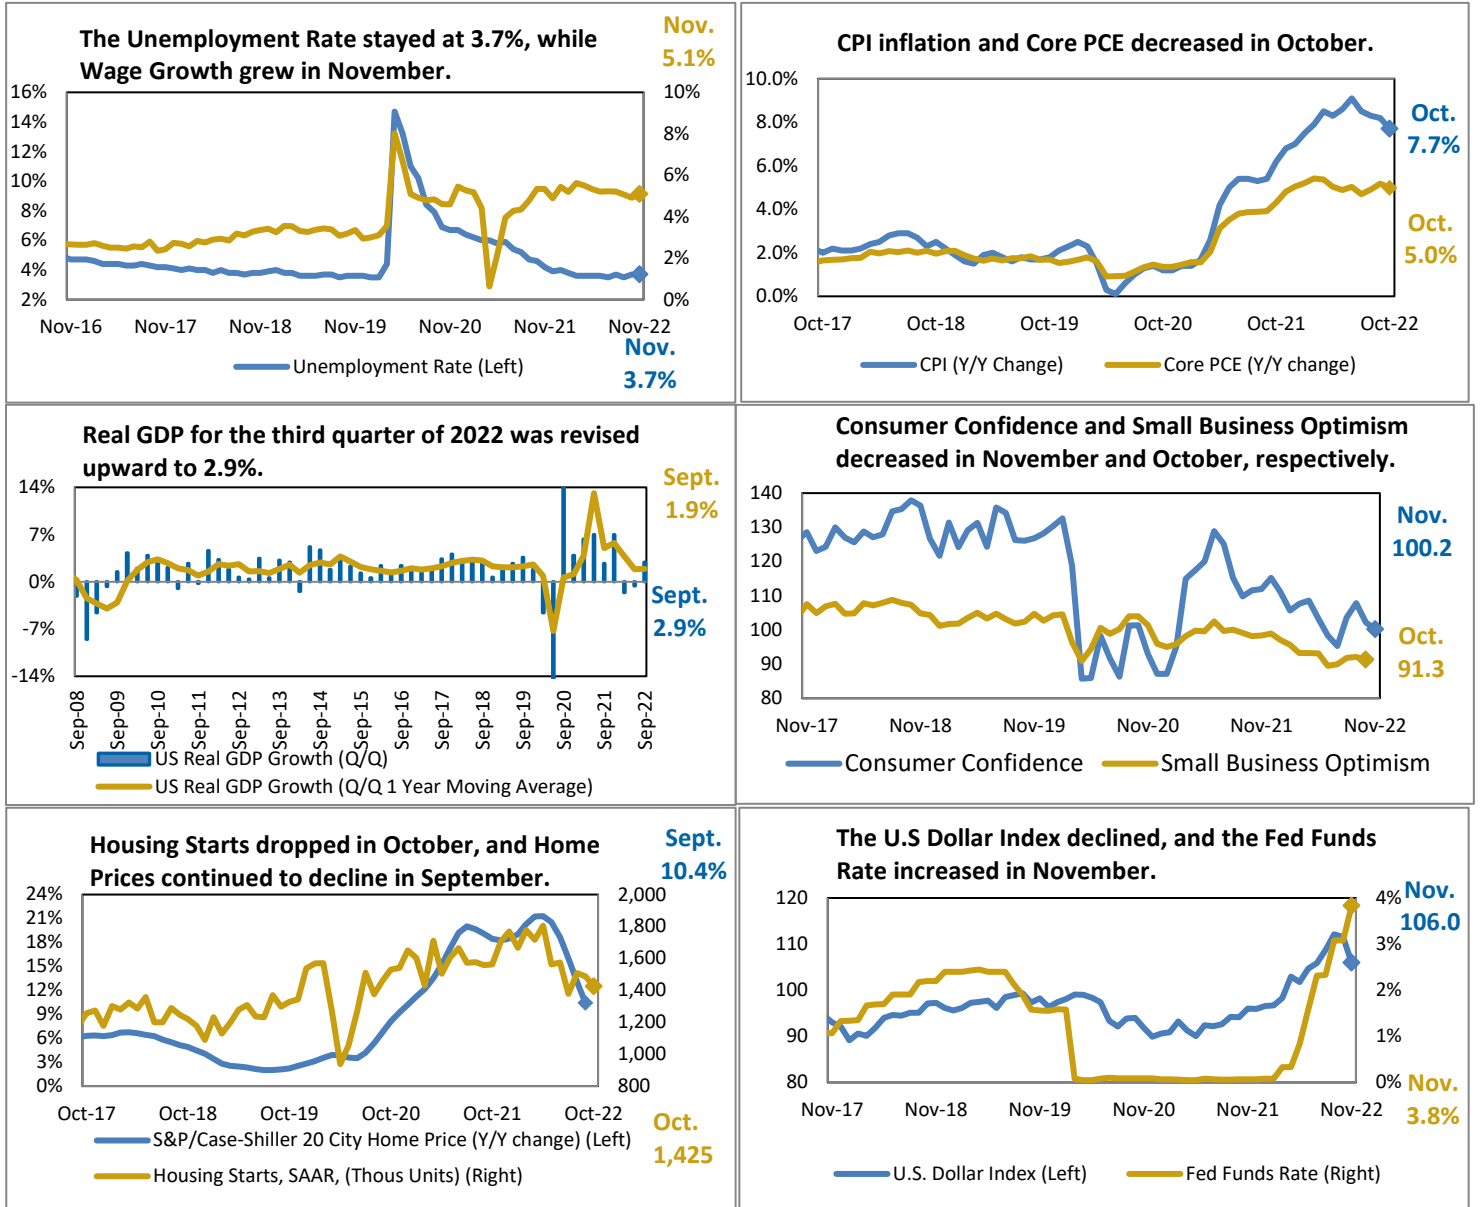 The Unemployment Rate stayed at 3.7%, while
Wage Growth grew in November.
Nov.
5.1%
16%
14%
12%
10%
8%
6%
4%
2%
10%
8%
6%
4%
2%
0%
Nov-16 Nov-17 Nov-18 Nov-19 Nov-20 Nov-21 Nov-22
Unemployment Rate (Left)
Nov.
3.7%
CPI inflation and Core PCE decreased in October.
10.0%
8.0%
6.0%
4.0%
2.0%
0.0%
Oct.
7.7%
Oct.
5.0%
Oct-17 Oct-18 Oct-19 Oct-20 Oct-21 Oct-22
CPI (Y/Y Change) Core PCE (Y/Y change)
Real GDP for the third quarter of 2022 was revised
upward to 2.9%.
Sept.
1.9%
14%
7%
0%
-7%
-14%
Sept.
2.9%
Sep-08 Sep-09 Sep-10 Sep-11 Sep-12 Sep-13 Sep-14 Sep-15 Sep-16 Sep-17 Sep-18 Sep-19 Sep-20 Sep-21 Sep-22
US Real GDP Growth (Q/Q)
US Real GDP Growth (Q/Q 1 Year Moving Average)
Consumer Confidence and Small Business Optimism
decreased in November and October, respectively.
140
130
120
110
100
90
80
Nov.
100.2
Oct.
91.3
Nov-17 Nov-18 Nov-19 Nov-20 Nov-21 Nov-22
Consumer Confidence Small Business Optimism
Housing Starts dropped in October, and Home
Prices continued to decline in September.
Sept.
10.4%
24%
21%
18%
15%
12%
9%
6%
3%
0%
2,000
1,800
1,600
1,400
1,200
1,000
800
Oct-17 Oct-18 Oct-19 Oct-20 Oct-21 Oct-22
S&P/Case-Shiller 20 City Home Price (Y/Y change) (Left)
Housing Starts, SAAR, (Thous Units) (Right)
Oct.
1,425
The U.S Dollar Index declined, and the Fed Funds
Rate increased in November.
120
110
100
90
80
4%
3%
2%
1%
0%
Nov.
106.0
Nov.
3.8%
Nov-17 Nov-18 Nov-19 Nov-20 Nov-21 Nov-22
U.S. Dollar Index (Left) Fed Funds Rate (Right)